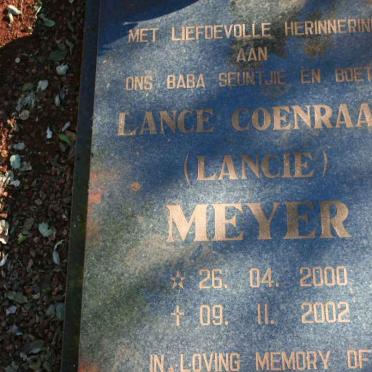 MET LIEFDEVOLLE HERINNERING
AAN
ONS BABA SEUNTJIE EN BOET
LANCE COENRAA
(LANCIE)
MEYER
☆ 26. 04. 2000
† 09. 11. 2002
IN LOVING MEMORY OF